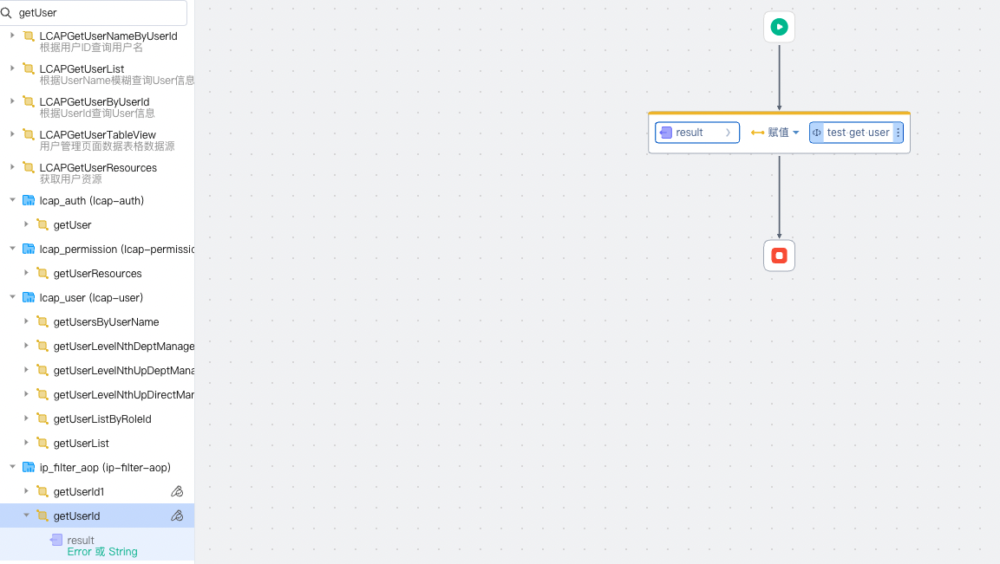 getUser
LCAPGetUserNameByUserId
根据用户ID查询用户名
LCAPGetUserList
根据UserName模糊查询User信息
LCAPGetUserByUserId
根据UserId查询User信息
LCAPGetUserTableView
用户管理页面数据表格数据源
LCAPGetUserResources
获取用户资源
lcap_auth (lcap-auth)
getUser
lcap_permission (lcap-permissic
getUserResources
lcap_user (lcap-user)
getUsersByUserName
getUserLevelNthDeptManage
getUserLevelNthUpDeptMana
getUserLevelNthUpDirectMar
getUserListByRoleId
getUserList
ip_filter_aop (ip-filter-aop)
getUserId1
getUserId
result
Error 或 String
result 赋值 test·get·user